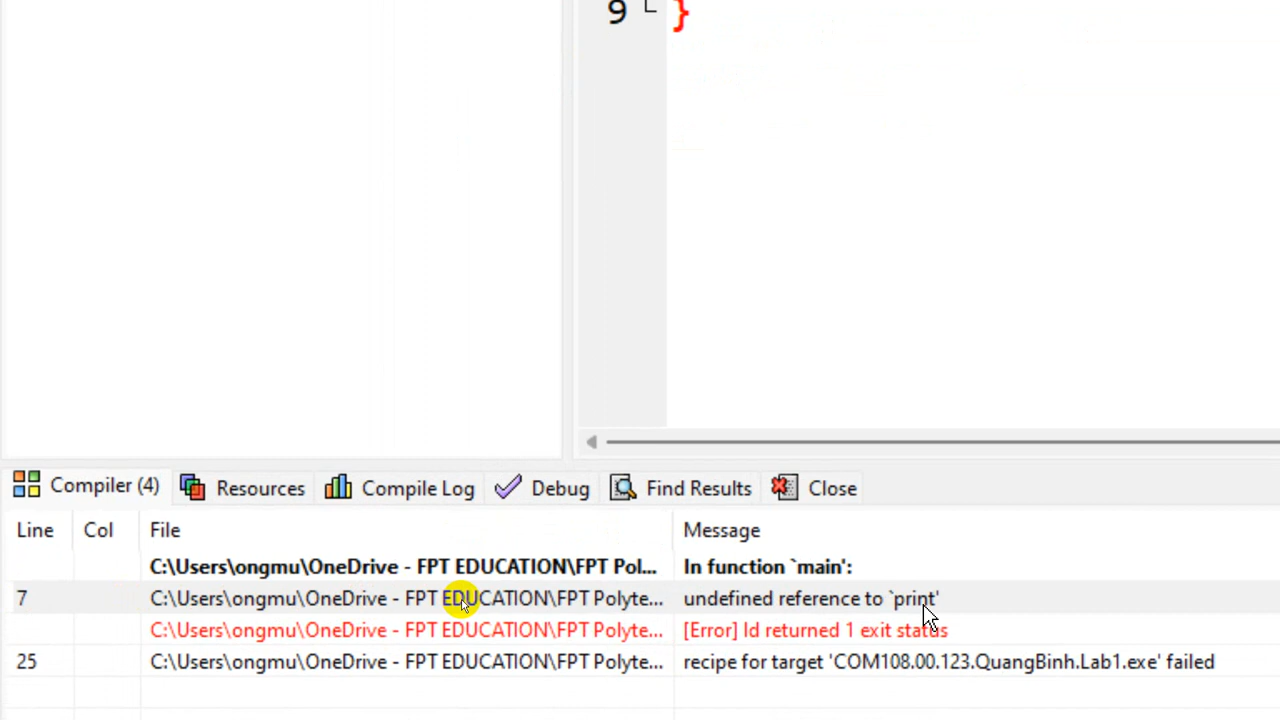 9 }
Compiler (4) Resources Compile Log Debug Find Results Close
Line Col File Message
C:\Users\ongmu\OneDrive - FPT EDUCATION\FPT Pol... In function `main':
7 C:\Users\ongmu\OneDrive - FPT EDUCATION\FPT Polyte... undefined reference to `print'
C:\Users\ongmu\OneDrive - FPT EDUCATION\FPT Polyte... [Error] ld returned 1 exit status
25 C:\Users\ongmu\OneDrive - FPT EDUCATION\FPT Polyte... recipe for target 'COM108.00.123.QuangBinh.Lab1.exe' failed